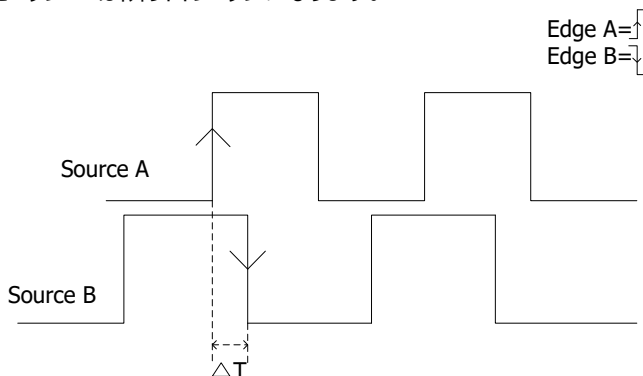 Edge A=
Edge B=
Source A
Source B
△T